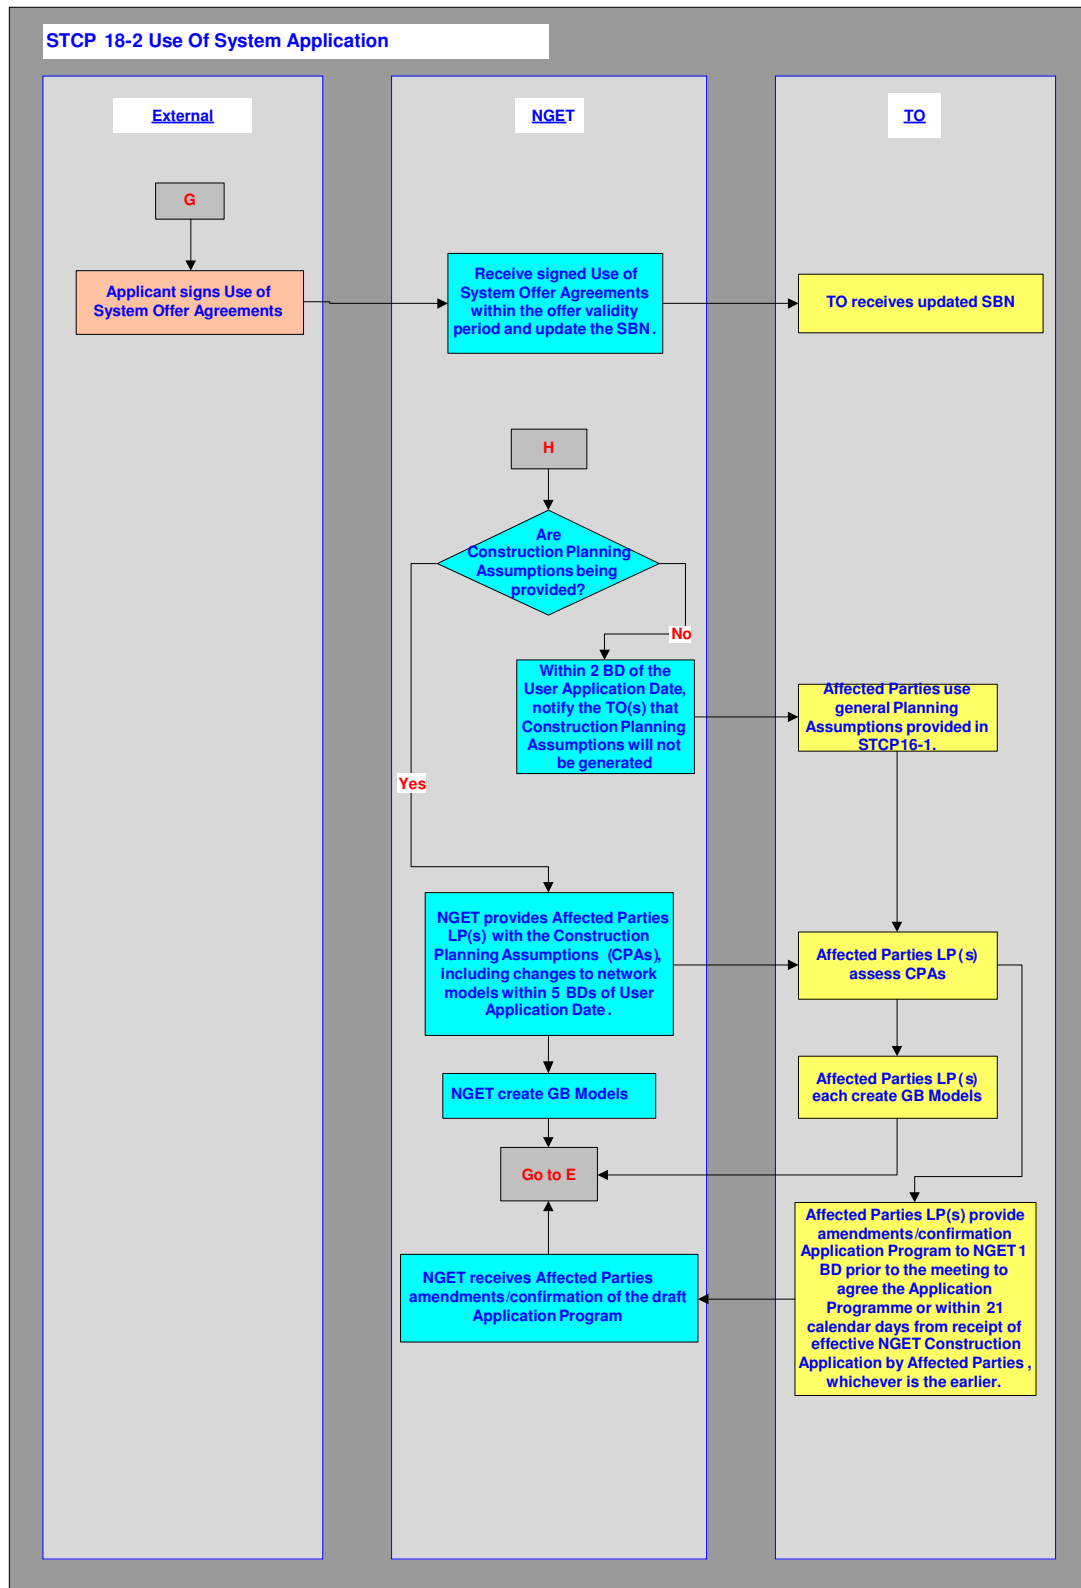 STCP 18-2 Use Of System Application
External
NGET
TO
G
Applicant signs Use of
System Offer Agreements
Receive signed Use of
System Offer Agreements
within the offer validity
period and update the SBN.
TO receives updated SBN
H
Are
Construction Planning
Assumptions being
provided?
No
Within 2 BD of the
User Application Date,
notify the TO(s) that
Construction Planning
Assumptions will not
be generated
Affected Parties use
general Planning
Assumptions provided in
STCP16-1.
Yes
NGET provides Affected Parties
LP(s) with the Construction
Planning Assumptions (CPAs),
including changes to network
models within 5 BDs of User
Application Date.
Affected Parties LP(s)
assess CPAs
NGET create GB Models
Affected Parties LP(s)
each create GB Models
Go to E
Affected Parties LP(s) provide
amendments/confirmation
Application Program to NGET 1
BD prior to the meeting to
agree the Application
Programme or within 21
calendar days from receipt of
effective NGET Construction
Application by Affected Parties,
whichever is the earlier.
NGET receives Affected Parties
amendments/confirmation of the draft
Application Program